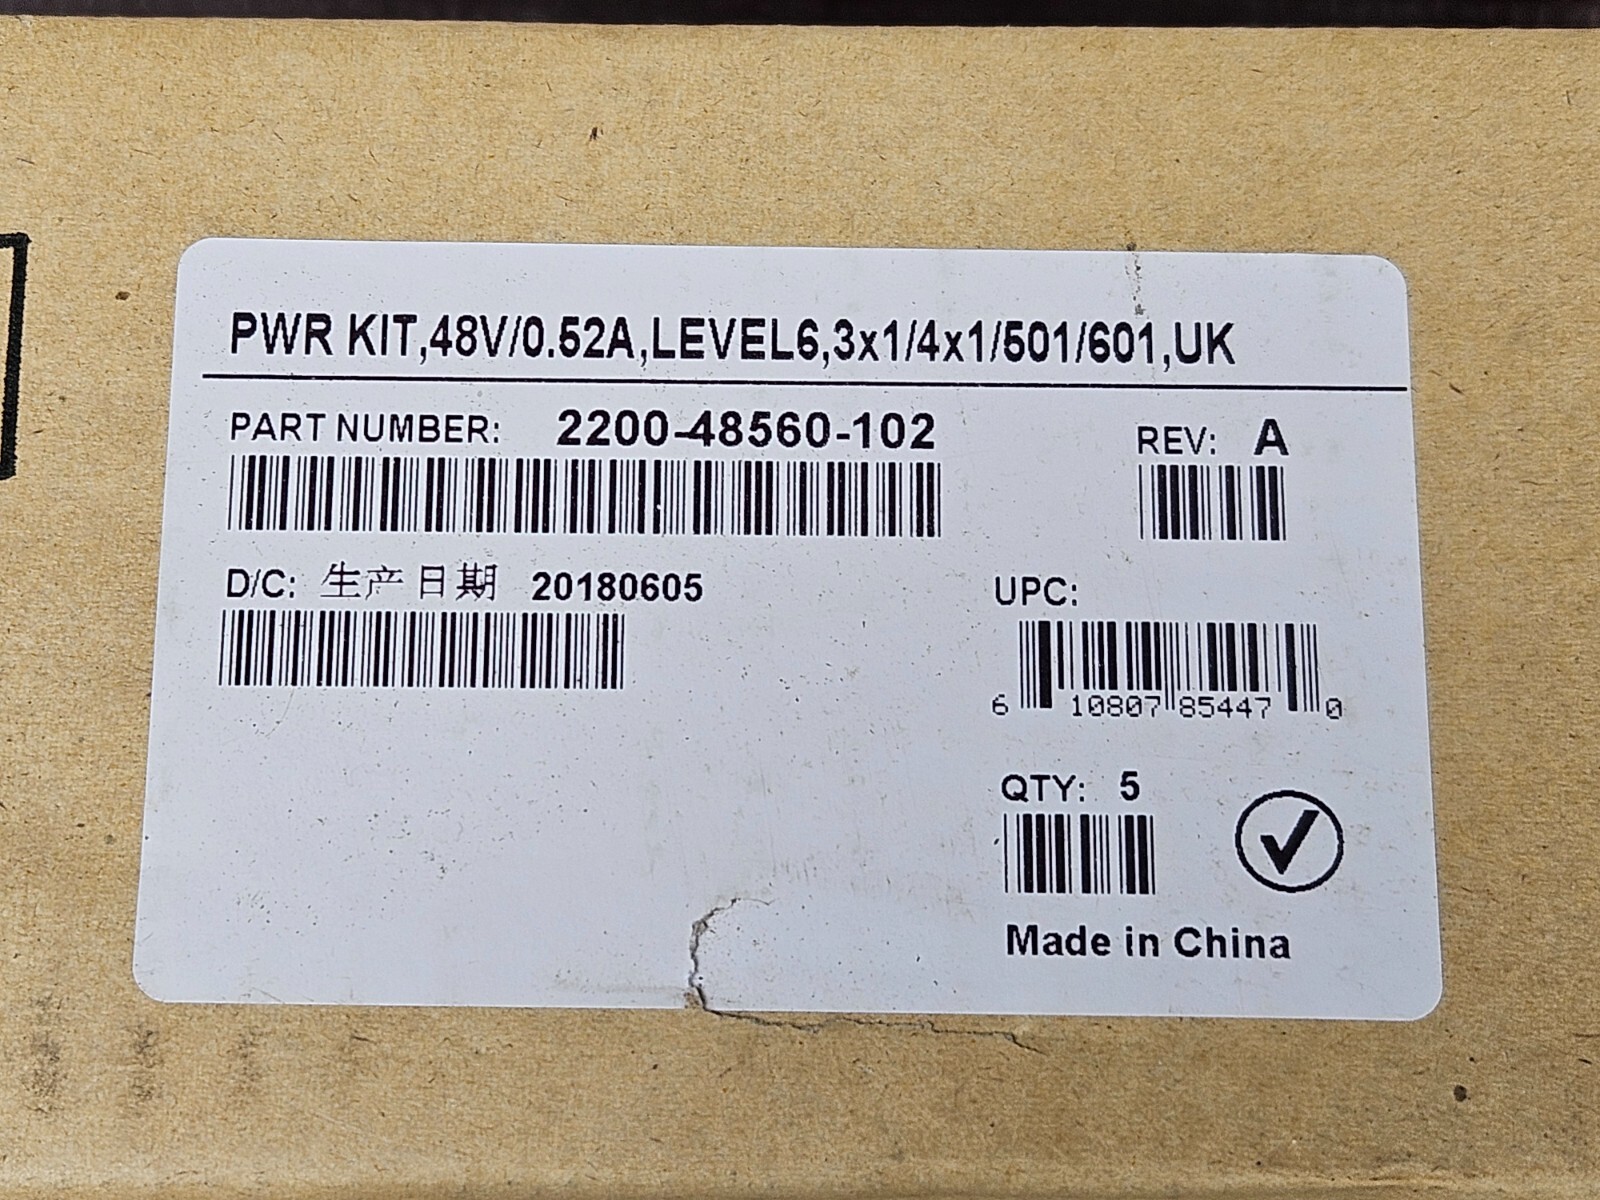 PWR KIT,48V/0.52A,LEVEL6,3x1/4x1/501/601,UK
PART NUMBER: 2200-48560-102 REV: A
D/C: 生产日期 20180605
UPC:
6 10807 85447 0
QTY: 5
Made in China